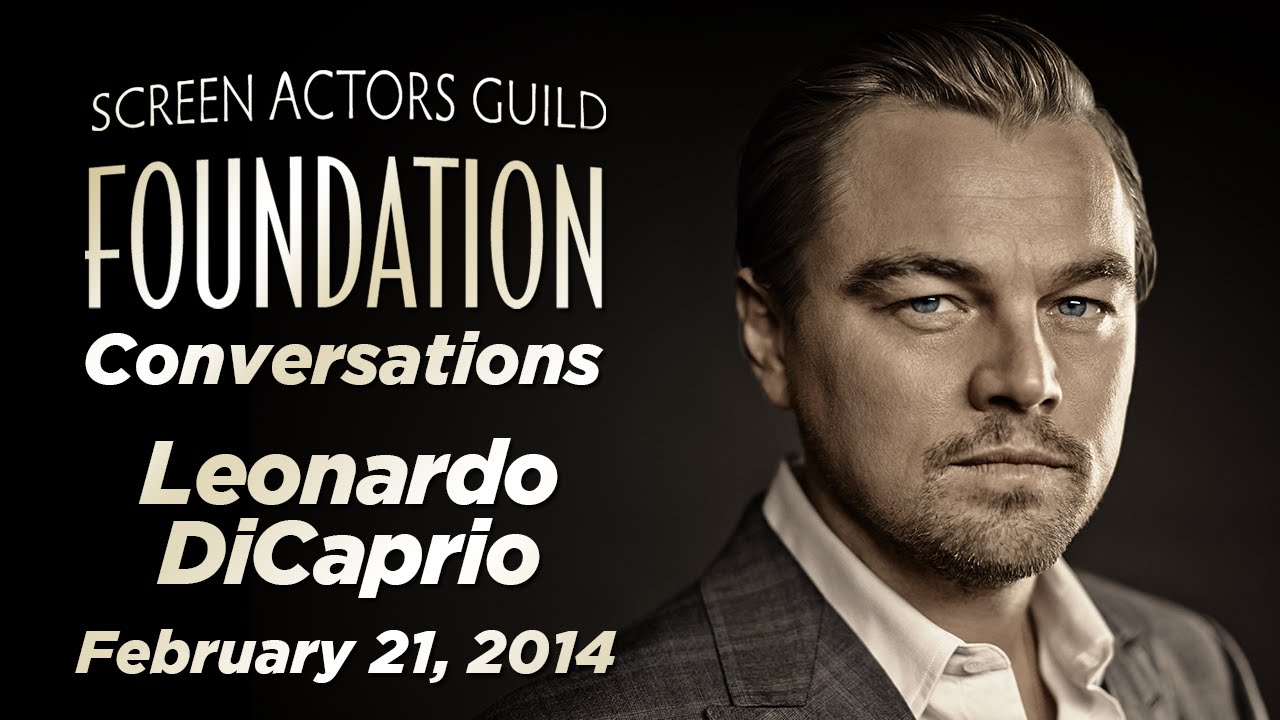 SCREEN ACTORS GUILD
FOUNDATION
Conversations
Leonardo
DiCaprio
February 21, 2014